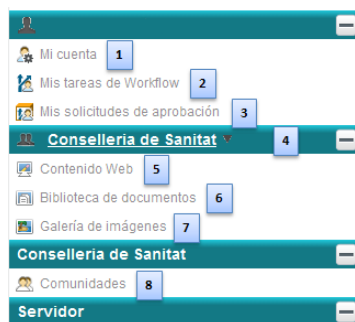 Mi cuenta 1
Mis tareas de Workflow 2
Mis solicitudes de aprobación 3
Conselleria de Sanitat 4
Contenido Web 5
Biblioteca de documentos 6
Galería de imágenes 7
Conselleria de Sanitat
Comunidades 8
Servidor